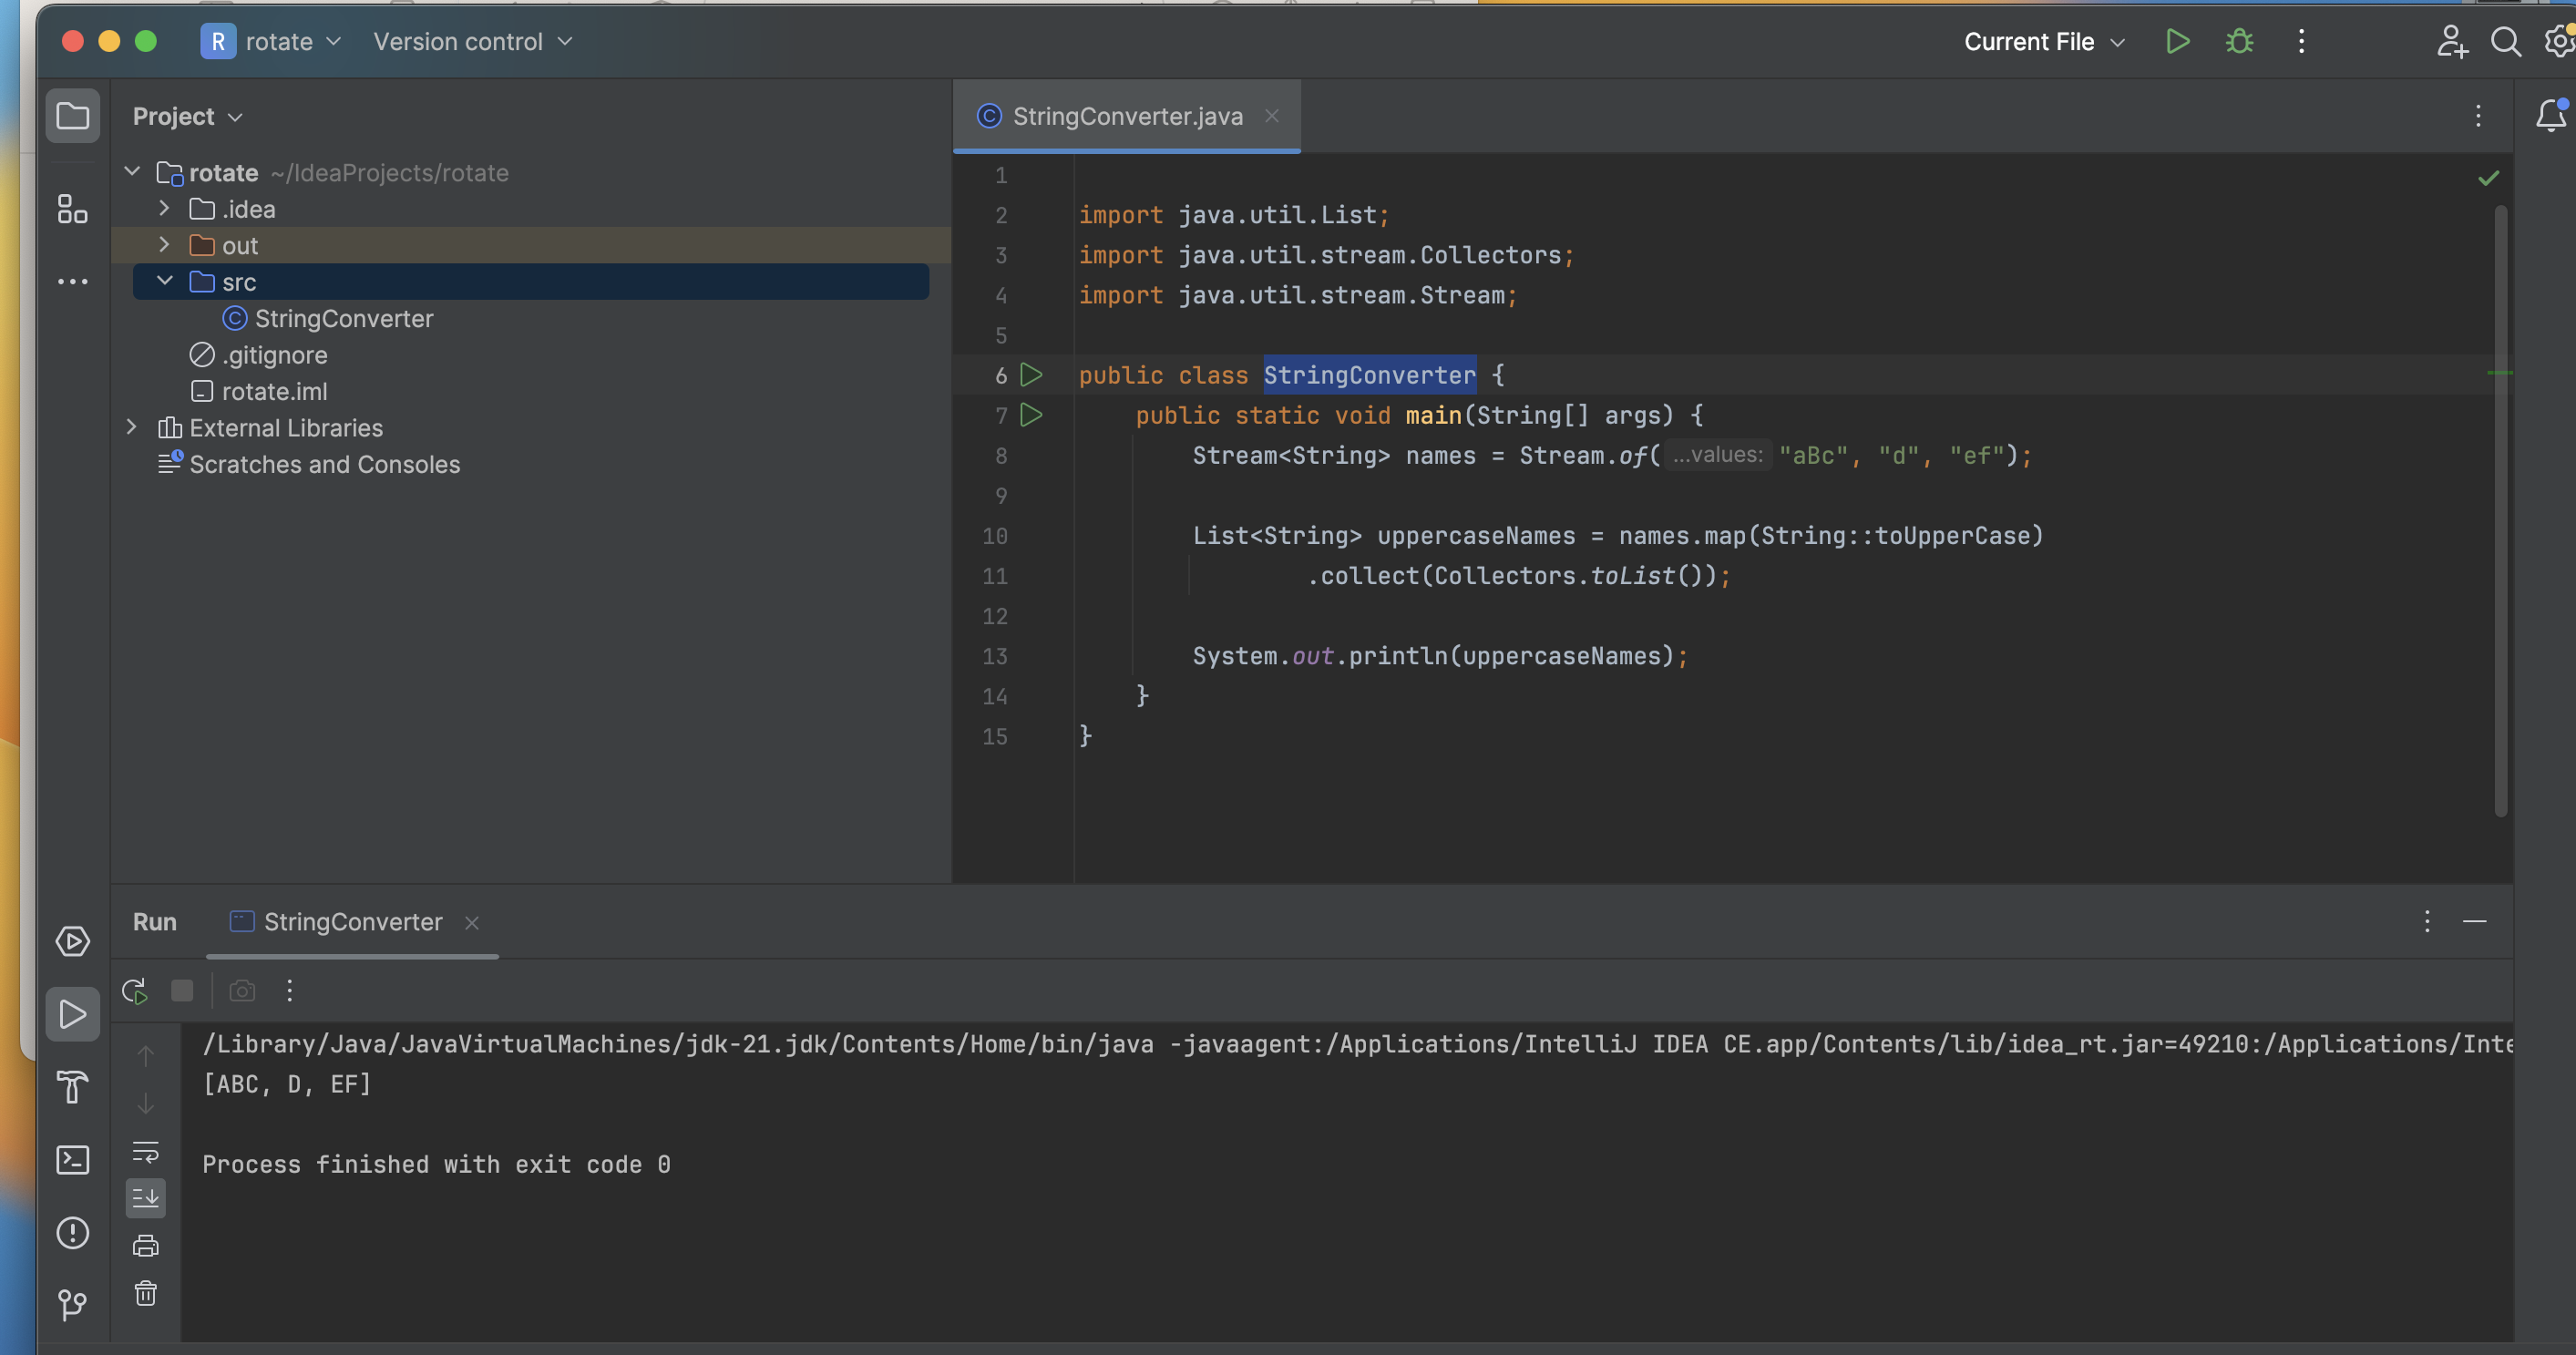 R rotate Version control Current File
Project
rotate ~/IdeaProjects/rotate
.idea
out
src
StringConverter
.gitignore
rotate.iml
External Libraries
Scratches and Consoles
StringConverter.java
1
2 import java.util.List;
3 import java.util.stream.Collectors;
4 import java.util.stream.Stream;
5
6 public class StringConverter {
7 public static void main(String[] args) {
8 Stream<String> names = Stream.of( ...values: "aBc", "d", "ef");
9
10 List<String> uppercaseNames = names.map(String::toUpperCase)
11 .collect(Collectors.toList());
12
13 System.out.println(uppercaseNames);
14 }
15 }
Run StringConverter
/Library/Java/JavaVirtualMachines/jdk-21.jdk/Contents/Home/bin/java -javaagent:/Applications/IntelliJ IDEA CE.app/Contents/lib/idea_rt.jar=49210:/Applications/Inte
[ABC, D, EF]
Process finished with exit code 0